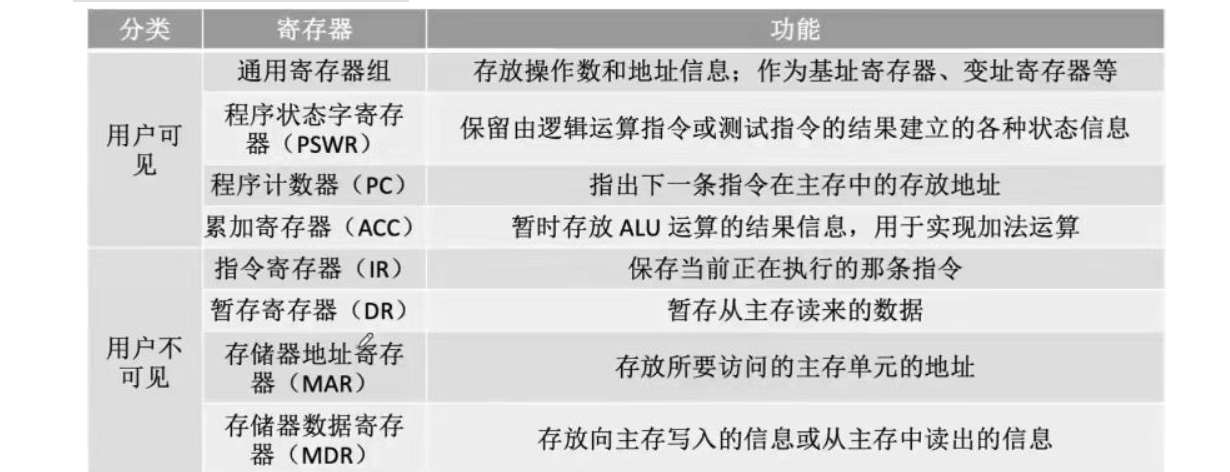 分类 寄存器 功能
用户可
见
通用寄存器组 存放操作数和地址信息；作为基址寄存器、变址寄存器等
程序状态字寄存
器（PSWR） 保留由逻辑运算指令或测试指令的结果建立的各种状态信息
程序计数器（PC） 指出下一条指令在主存中的存放地址
累加寄存器（ACC） 暂时存放 ALU 运算的结果信息，用于实现加法运算
用户不
可见
指令寄存器（IR） 保存当前正在执行的那条指令
暂存寄存器（DR） 暂存从主存读来的数据
存储器地址寄存
器（MAR） 存放所要访问的主存单元的地址
存储器数据寄存
器（MDR） 存放向主存写入的信息或从主存中读出的信息